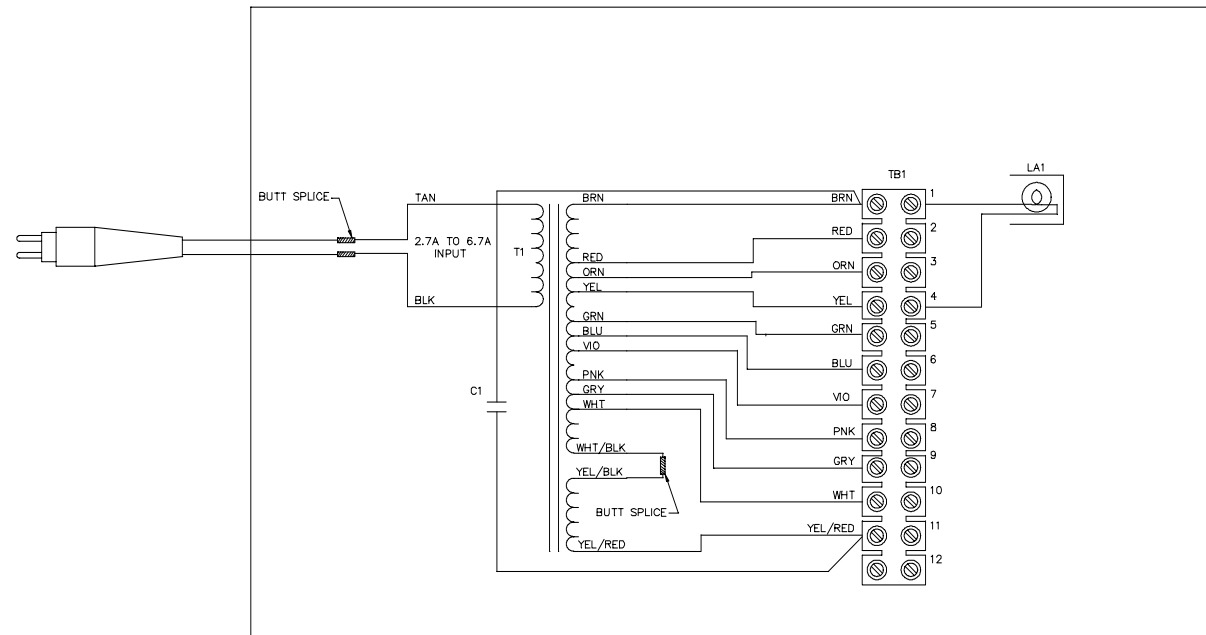 BUTT SPLICE
TAN
2.7A TO 6.7A
INPUT
BLK
T1
C1
BRN
RED
ORN
YEL
GRN
BLU
VIO
PNK
GRY
WHT
WHT/BLK
YEL/BLK
BUTT SPLICE
YEL/RED
TB1
BRN 1
RED 2
ORN 3
YEL 4
GRN 5
BLU 6
VIO 7
PNK 8
GRY 9
WHT 10
YEL/RED 11
12
LA1